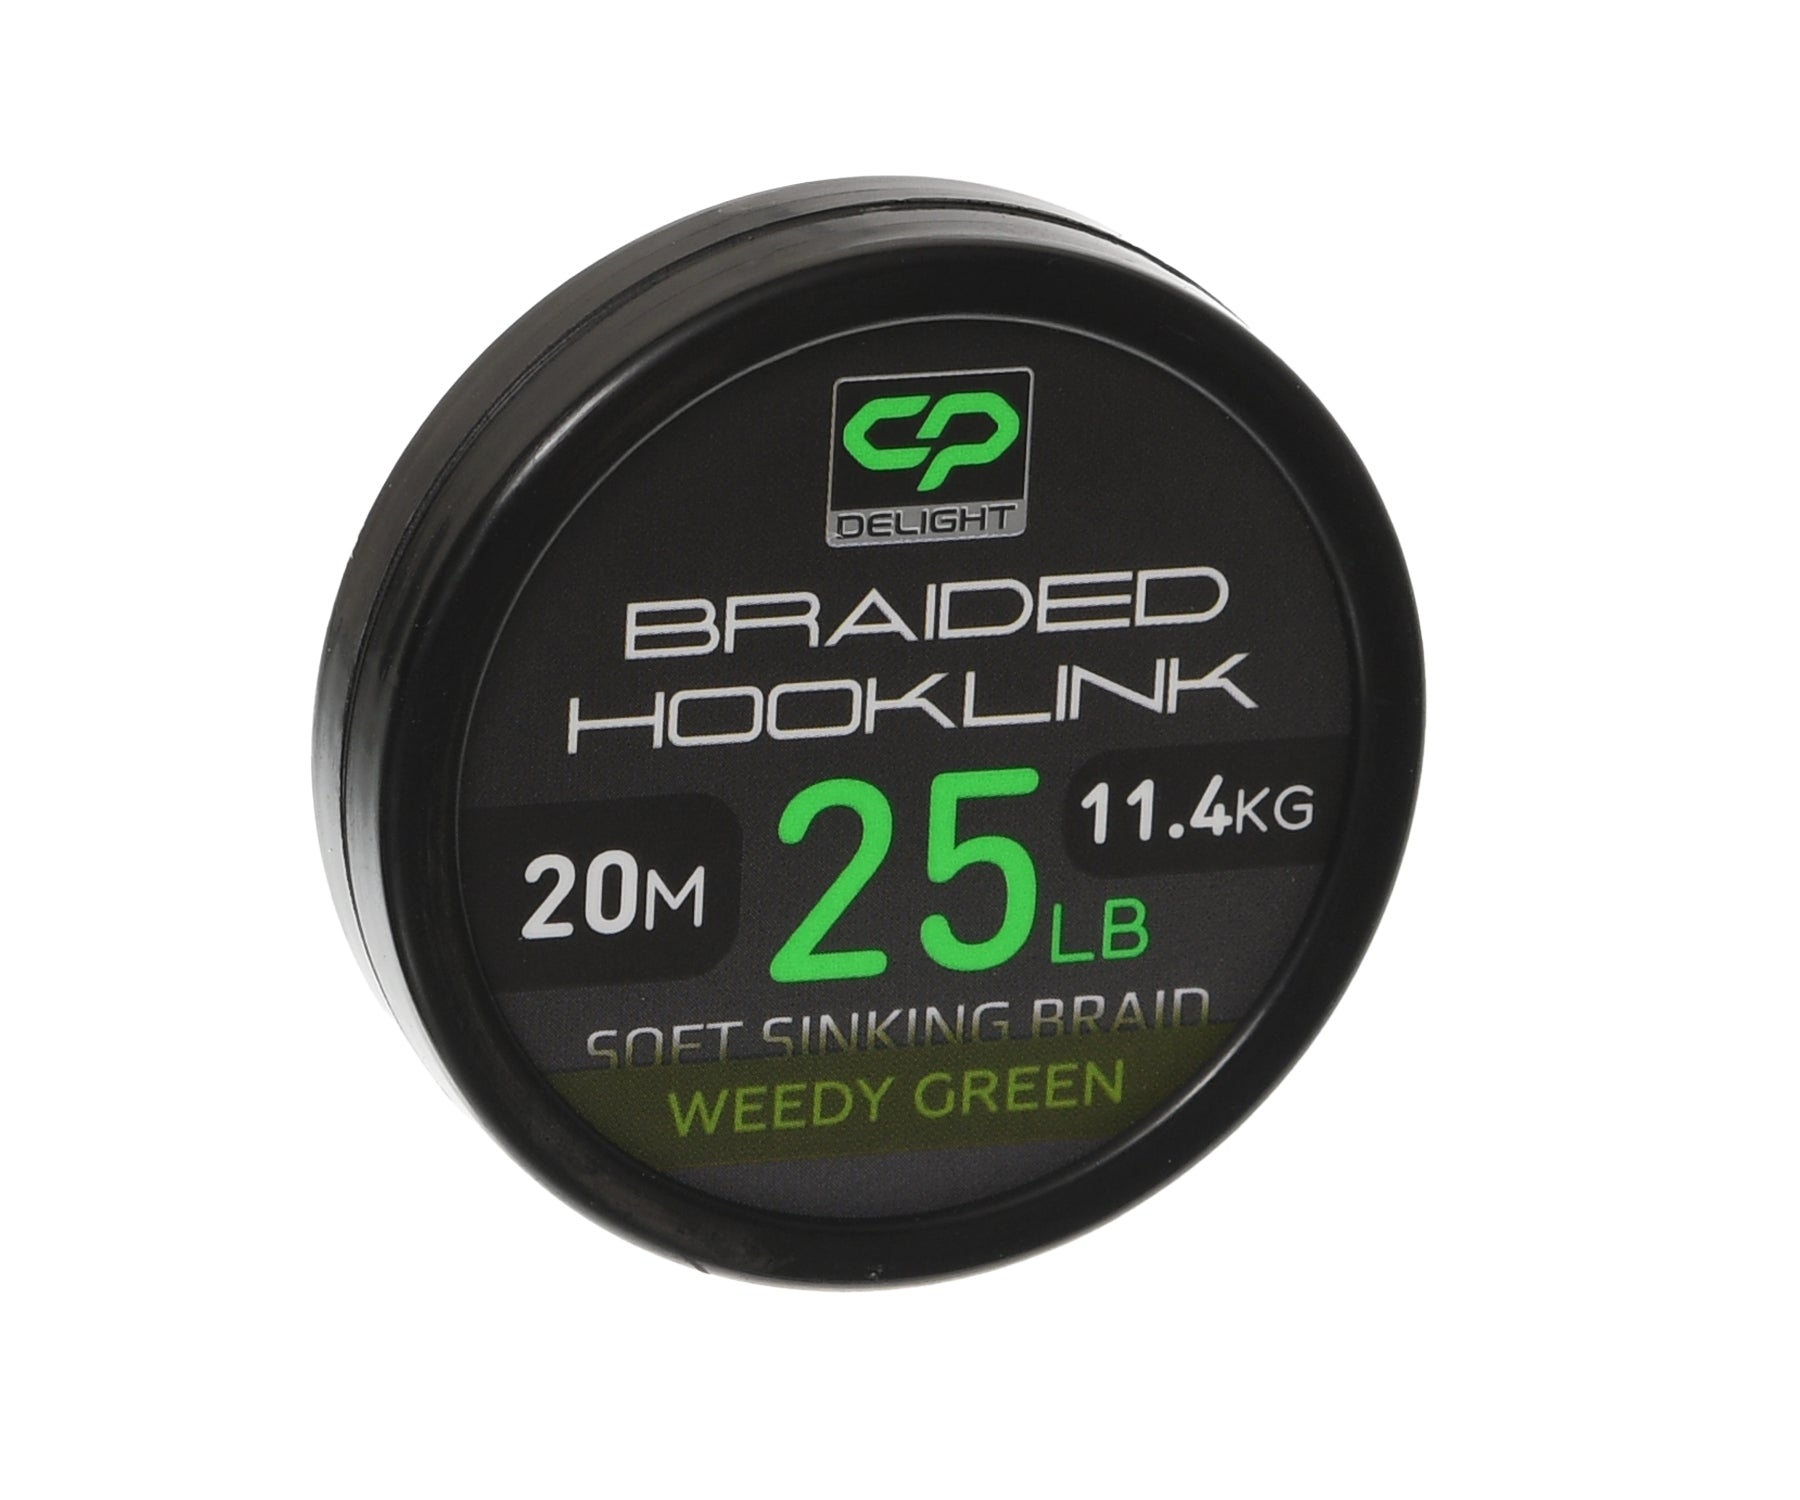 CP
DELIGHT
BRAIDED
HOOKLINK
20M 25LB 11.4KG
SOFT SINKING BRAID
WEEDY GREEN